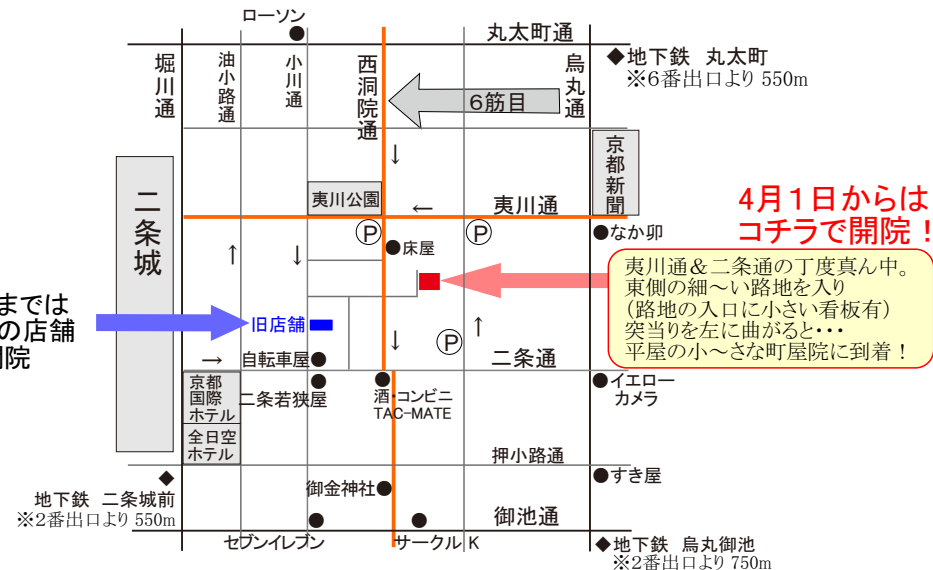 ローソン
丸太町通
◆地下鉄 丸太町
※6番出口より 550m
堀川通
油小路通
小川通
西洞院通
烏丸通
6筋目
↓
京都新聞
二条城
夷川公園
←
夷川通
4月1日からは
コチラで開院！
P
P
床屋
なか卯
↑
↓
夷川通＆二条通の丁度真ん中。
東側の細～い路地を入り
（路地の入口に小さい看板有）
突当りを左に曲がると・・・
平屋の小～さな町屋院に到着！
までは
の店舗
院
旧店舗
↓
P
↑
→
自転車屋
二条通
京都
国際
ホテル
二条若狭屋
酒・コンビニ
TAC-MATE
イエロー
カメラ
全日空
ホテル
押小路通
すき屋
◆
地下鉄 二条城前
※2番出口より 550m
御金神社
御池通
セブンイレブン
サークルK
◆地下鉄 烏丸御池
※2番出口より 750m